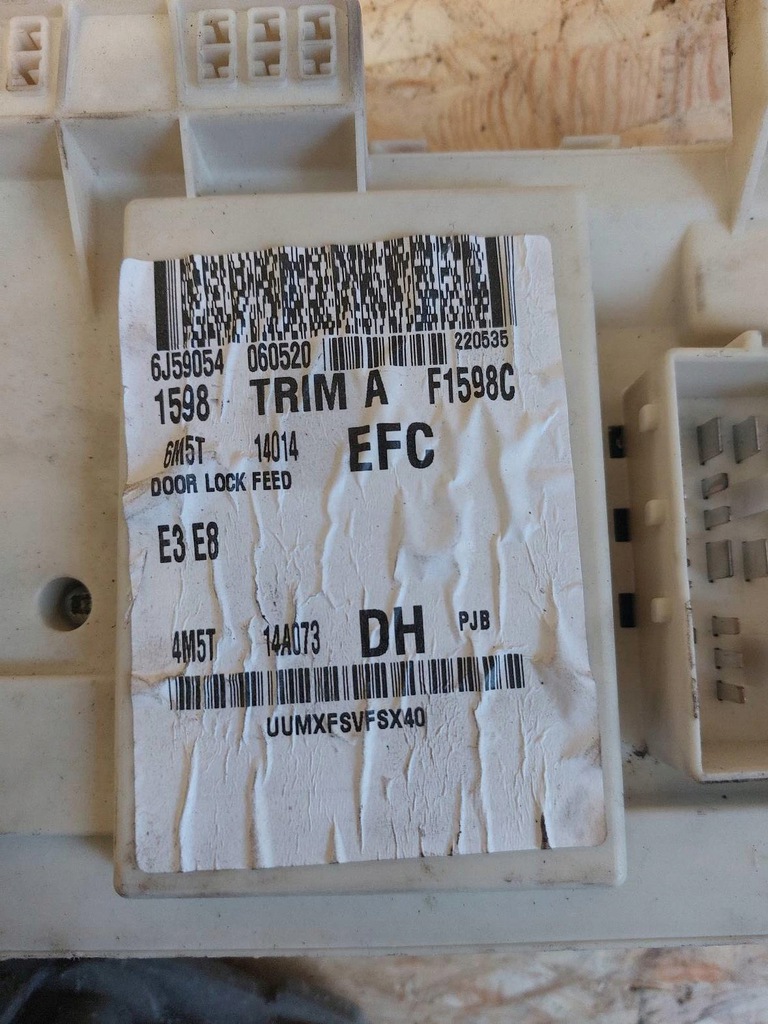 6J59054 060520 220535
1598 TRIM A F1598C
6M5T 14014 EFC
DOOR LOCK FEED
E3 E8
4M5T 14A073 DH PJB
UUMXFSVFSX40